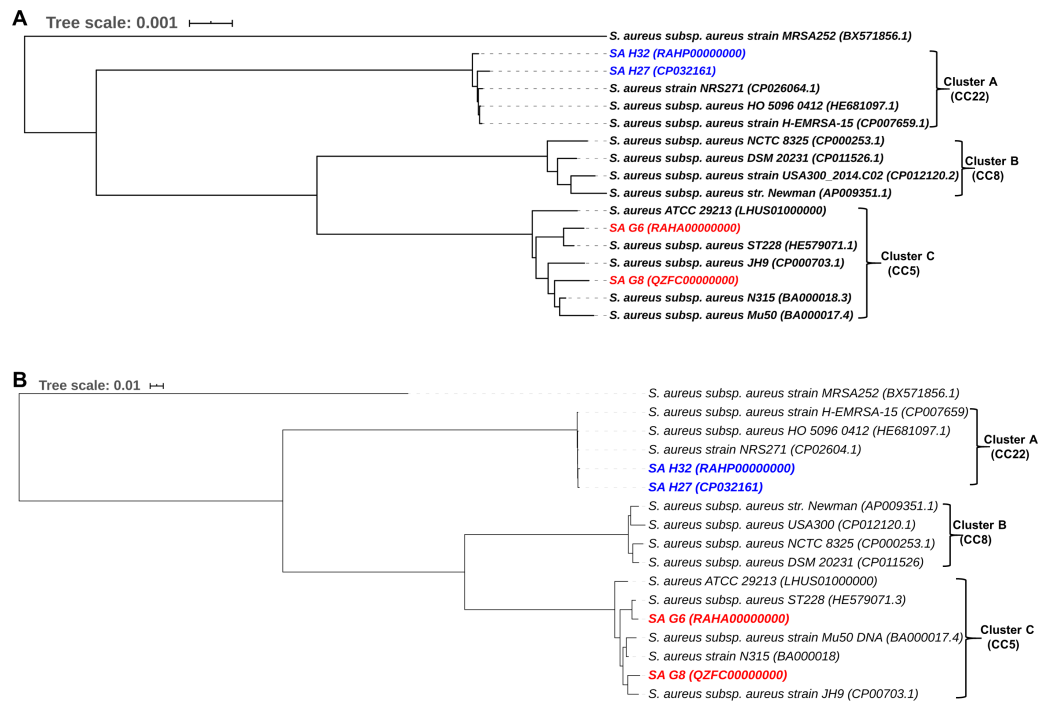 A
Tree scale: 0.001
S. aureus subsp. aureus strain MRSA252 (BX571856.1)
SA H32 (RAHP00000000)
SA H27 (CP032161)
S. aureus strain NRS271 (CP026064.1)
S. aureus subsp. aureus HO 5096 0412 (HE681097.1)
S. aureus subsp. aureus strain H-EMRSA-15 (CP007659.1)
Cluster A
(CC22)
S. aureus subsp. aureus NCTC 8325 (CP000253.1)
S. aureus subsp. aureus DSM 20231 (CP011526.1)
S. aureus subsp. aureus strain USA300_2014.C02 (CP012120.2)
S. aureus subsp. aureus str. Newman (AP009351.1)
Cluster B
(CC8)
S. aureus ATCC 29213 (LHUS01000000)
SA G6 (RAHA00000000)
S. aureus subsp. aureus ST228 (HE579071.1)
S. aureus subsp. aureus JH9 (CP000703.1)
SA G8 (QZFC00000000)
S. aureus subsp. aureus N315 (BA000018.3)
S. aureus subsp. aureus Mu50 (BA000017.4)
Cluster C
(CC5)
B
Tree scale: 0.01
S. aureus subsp. aureus strain MRSA252 (BX571856.1)
S. aureus subsp. aureus strain H-EMRSA-15 (CP007659)
S. aureus subsp. aureus HO 5096 0412 (HE681097.1)
S. aureus strain NRS271 (CP02604.1)
SA H32 (RAHP00000000)
SA H27 (CP032161)
Cluster A
(CC22)
S. aureus subsp. aureus str. Newman (AP009351.1)
S. aureus subsp. aureus USA300 (CP012120.1)
S. aureus subsp. aureus NCTC 8325 (CP000253.1)
S. aureus subsp. aureus DSM 20231 (CP011526)
Cluster B
(CC8)
S. aureus ATCC 29213 (LHUS01000000)
S. aureus subsp. aureus ST228 (HE579071.3)
SA G6 (RAHA00000000)
S. aureus subsp. aureus strain Mu50 DNA (BA000017.4)
S. aureus strain N315 (BA000018)
SA G8 (QZFC00000000)
S. aureus subsp. aureus strain JH9 (CP00703.1)
Cluster C
(CC5)